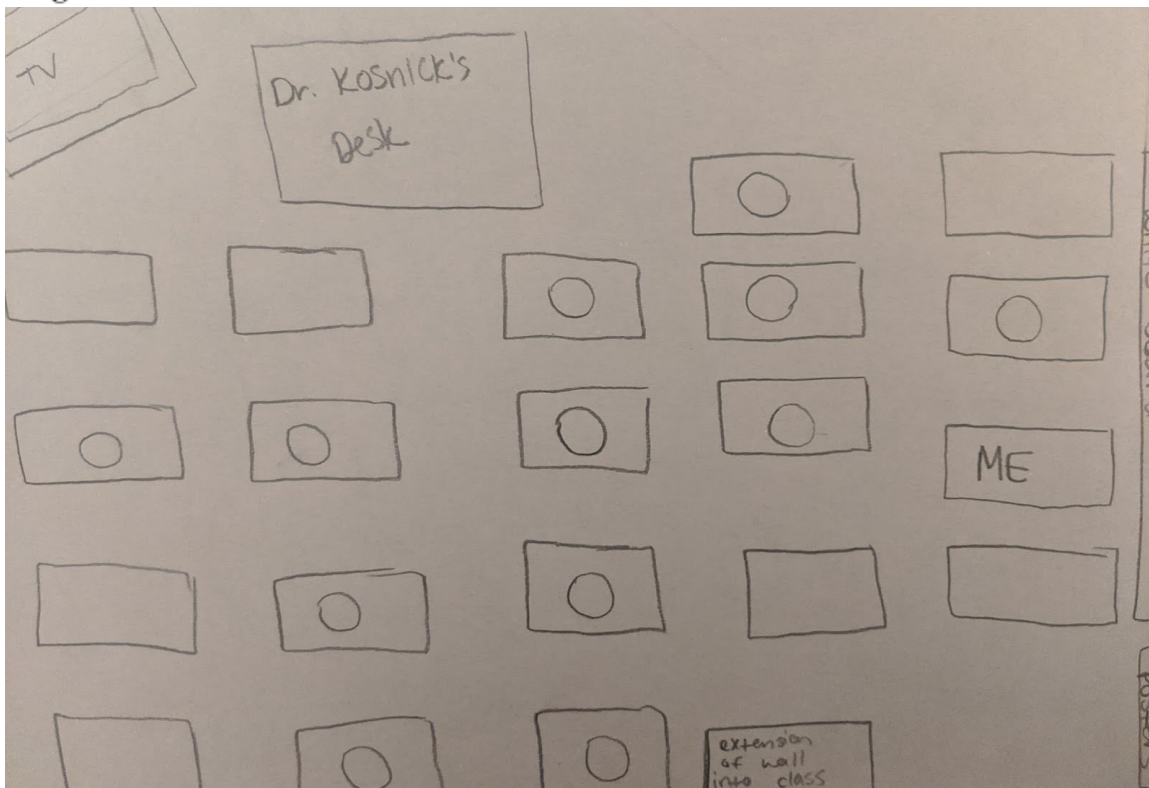 TV
Dr. Kosnick's
Desk
ME
extension
of wall
into class